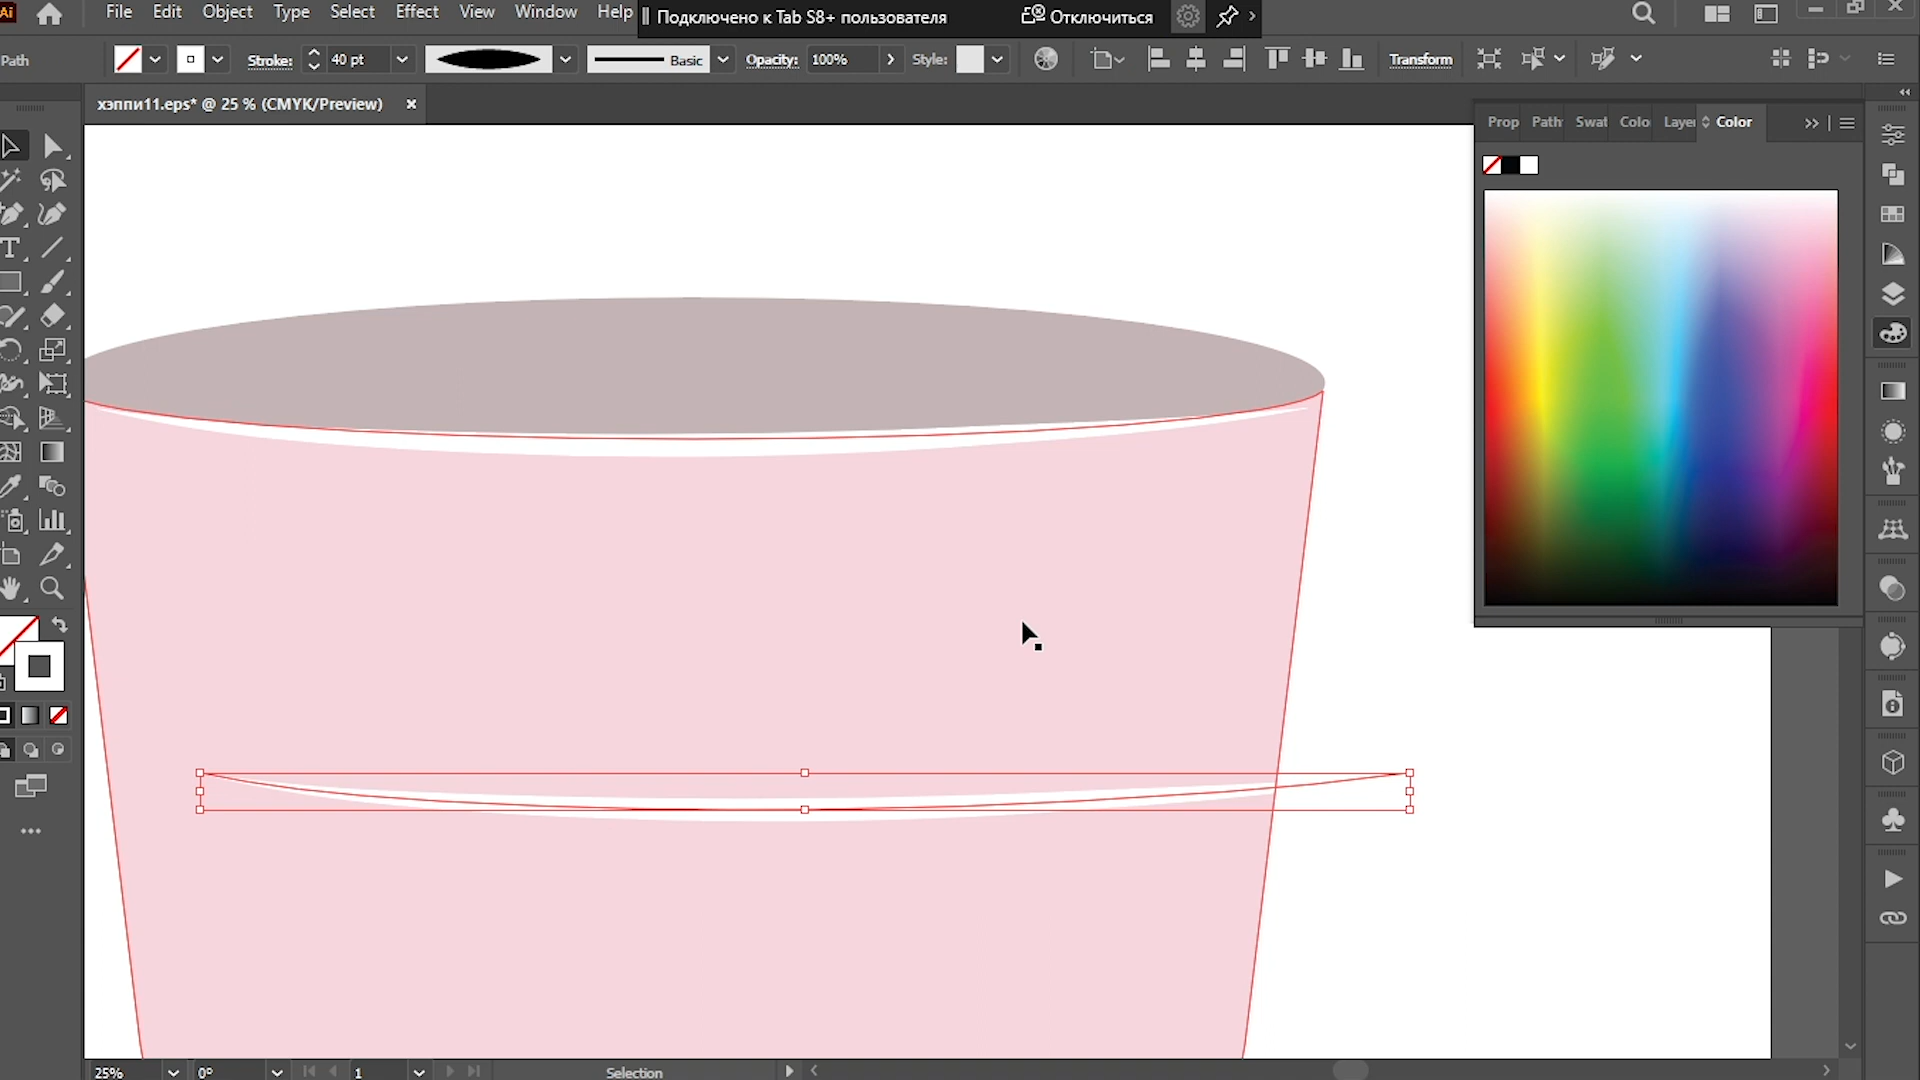 Ai File Edit Object Type Select Effect View Window Help
Подключено к Tab S8+ пользователя Отключиться
Path Stroke: 40 pt Basic Opacity: 100% Style: Transform
хэппи11.eps* @ 25 % (CMYK/Preview)
Prop Path Swat Colo Layer Color
25% 0° 1 Selection